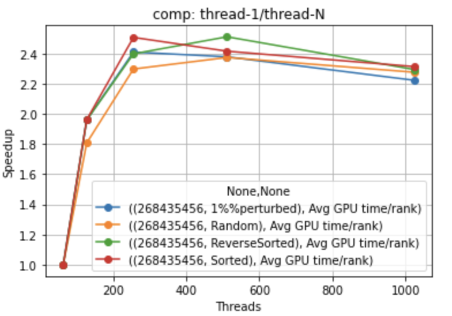 comp: thread-1/thread-N
Speedup
2.4
2.2
2.0
1.8
1.6
1.4
1.2
1.0
None,None
((268435456, 1%%perturbed), Avg GPU time/rank)
((268435456, Random), Avg GPU time/rank)
((268435456, ReverseSorted), Avg GPU time/rank)
((268435456, Sorted), Avg GPU time/rank)
200 400 600 800 1000
Threads